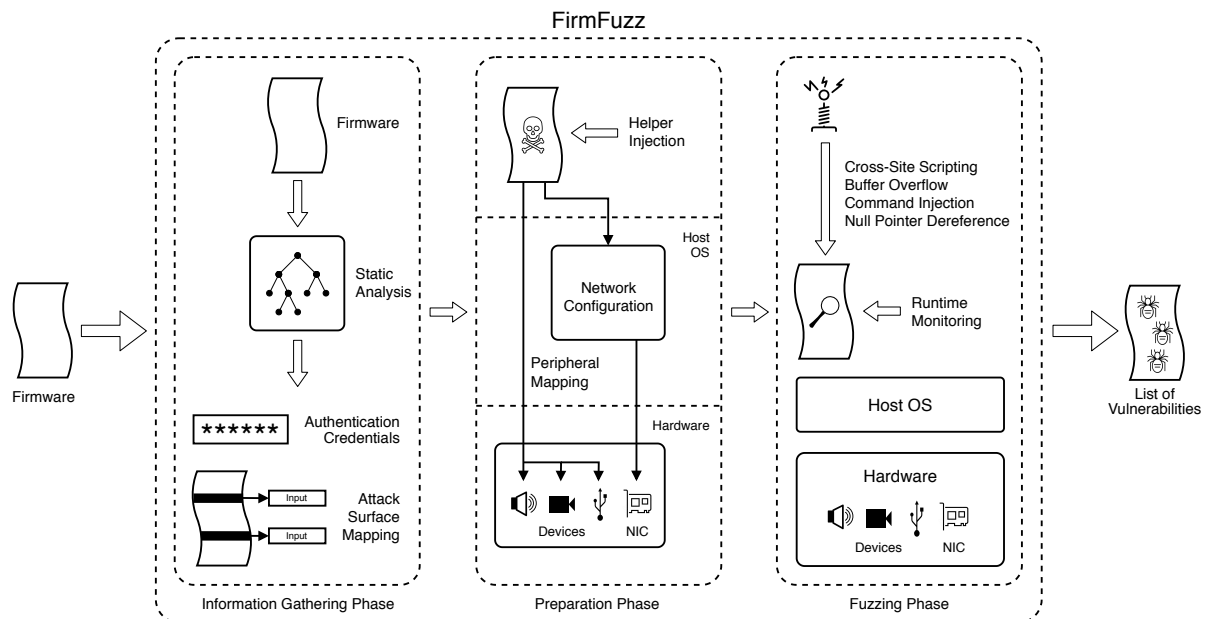 FirmFuzz
Firmware
Firmware
Static
Analysis
******
Authentication
Credentials
Input
Input
Attack
Surface
Mapping
Information Gathering Phase
Helper
Injection
Host
OS
Network
Configuration
Peripheral
Mapping
Hardware
Devices
NIC
Preparation Phase
Cross-Site Scripting
Buffer Overflow
Command Injection
Null Pointer Dereference
Runtime
Monitoring
Host OS
Hardware
Devices
NIC
Fuzzing Phase
List of
Vulnerabilities